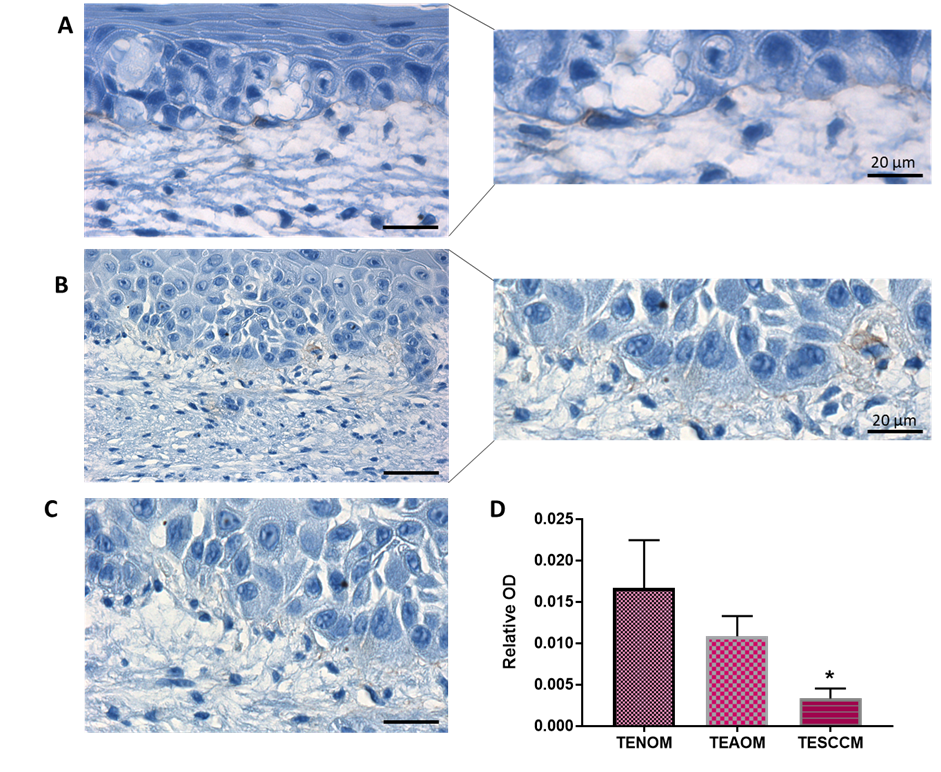 A
20 µm
B
20 µm
C
D
0.025
0.020
0.015
0.010
0.005
0.000
Relative OD
*
TENOM TEAOM TESCCM